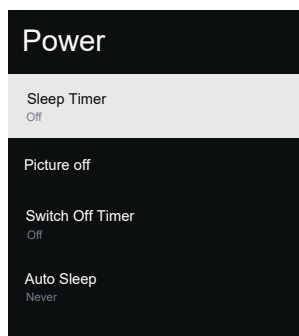 Power
Sleep Timer
Off
Picture off
Switch Off Timer
Off
Auto Sleep
Never